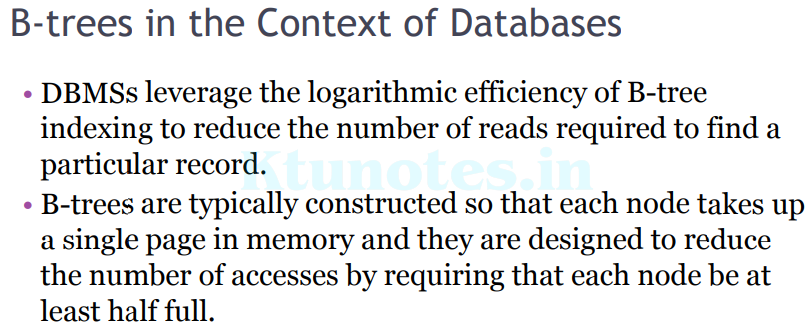 B-trees in the Context of Databases
• DBMSs leverage the logarithmic efficiency of B-tree
indexing to reduce the number of reads required to find a
particular record.
Ktunotes.in
• B-trees are typically constructed so that each node takes up
a single page in memory and they are designed to reduce
the number of accesses by requiring that each node be at
least half full.